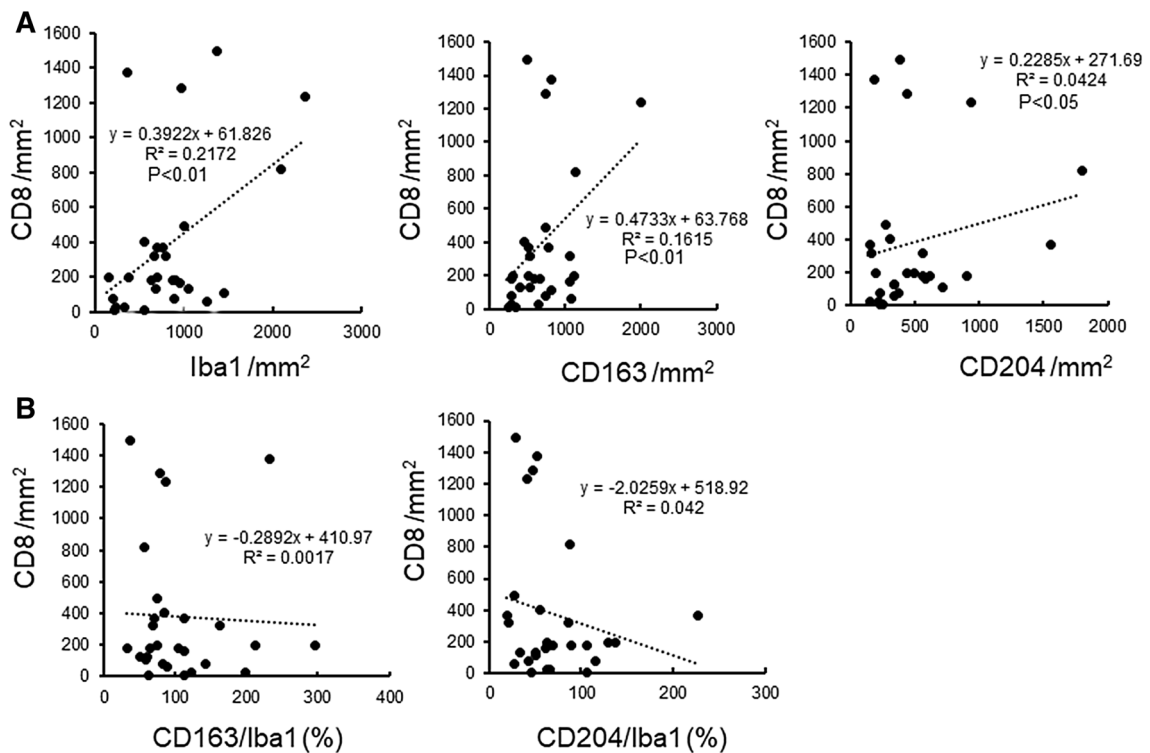 A
1600
1400
1200
1000
800
600
400
200
0
CD8 /mm²
y = 0.3922x + 61.826
R² = 0.2172
P<0.01
0 1000 2000 3000
Iba1 /mm²
1600
1400
1200
1000
800
600
400
200
0
CD8 /mm²
y = 0.4733x + 63.768
R² = 0.1615
P<0.01
0 1000 2000 3000
CD163 /mm²
1600
1400
1200
1000
800
600
400
200
0
CD8 /mm²
y = 0.2285x + 271.69
R² = 0.0424
P<0.05
0 500 1000 1500 2000
CD204 /mm²
B
1600
1400
1200
1000
800
600
400
200
0
CD8 /mm²
y = -0.2892x + 410.97
R² = 0.0017
0 100 200 300 400
CD163/Iba1 (%)
1600
1400
1200
1000
800
600
400
200
0
CD8 /mm²
y = -2.0259x + 518.92
R² = 0.042
0 100 200 300
CD204/Iba1 (%)